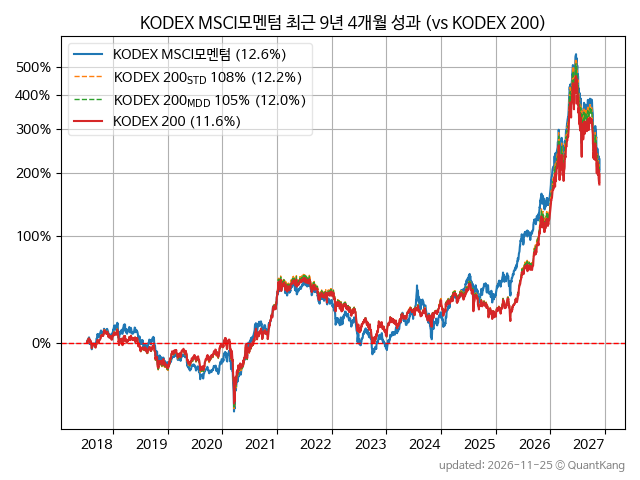 KODEX MSCI모멘텀 최근 9년 4개월 성과 (vs KODEX 200)
KODEX MSCI모멘텀 (12.6%)
KODEX 200STD 108% (12.2%)
KODEX 200MDD 105% (12.0%)
KODEX 200 (11.6%)
500%
400%
300%
200%
100%
0%
2018 2019 2020 2021 2022 2023 2024 2025 2026 2027
updated: 2026-11-25 © QuantKang